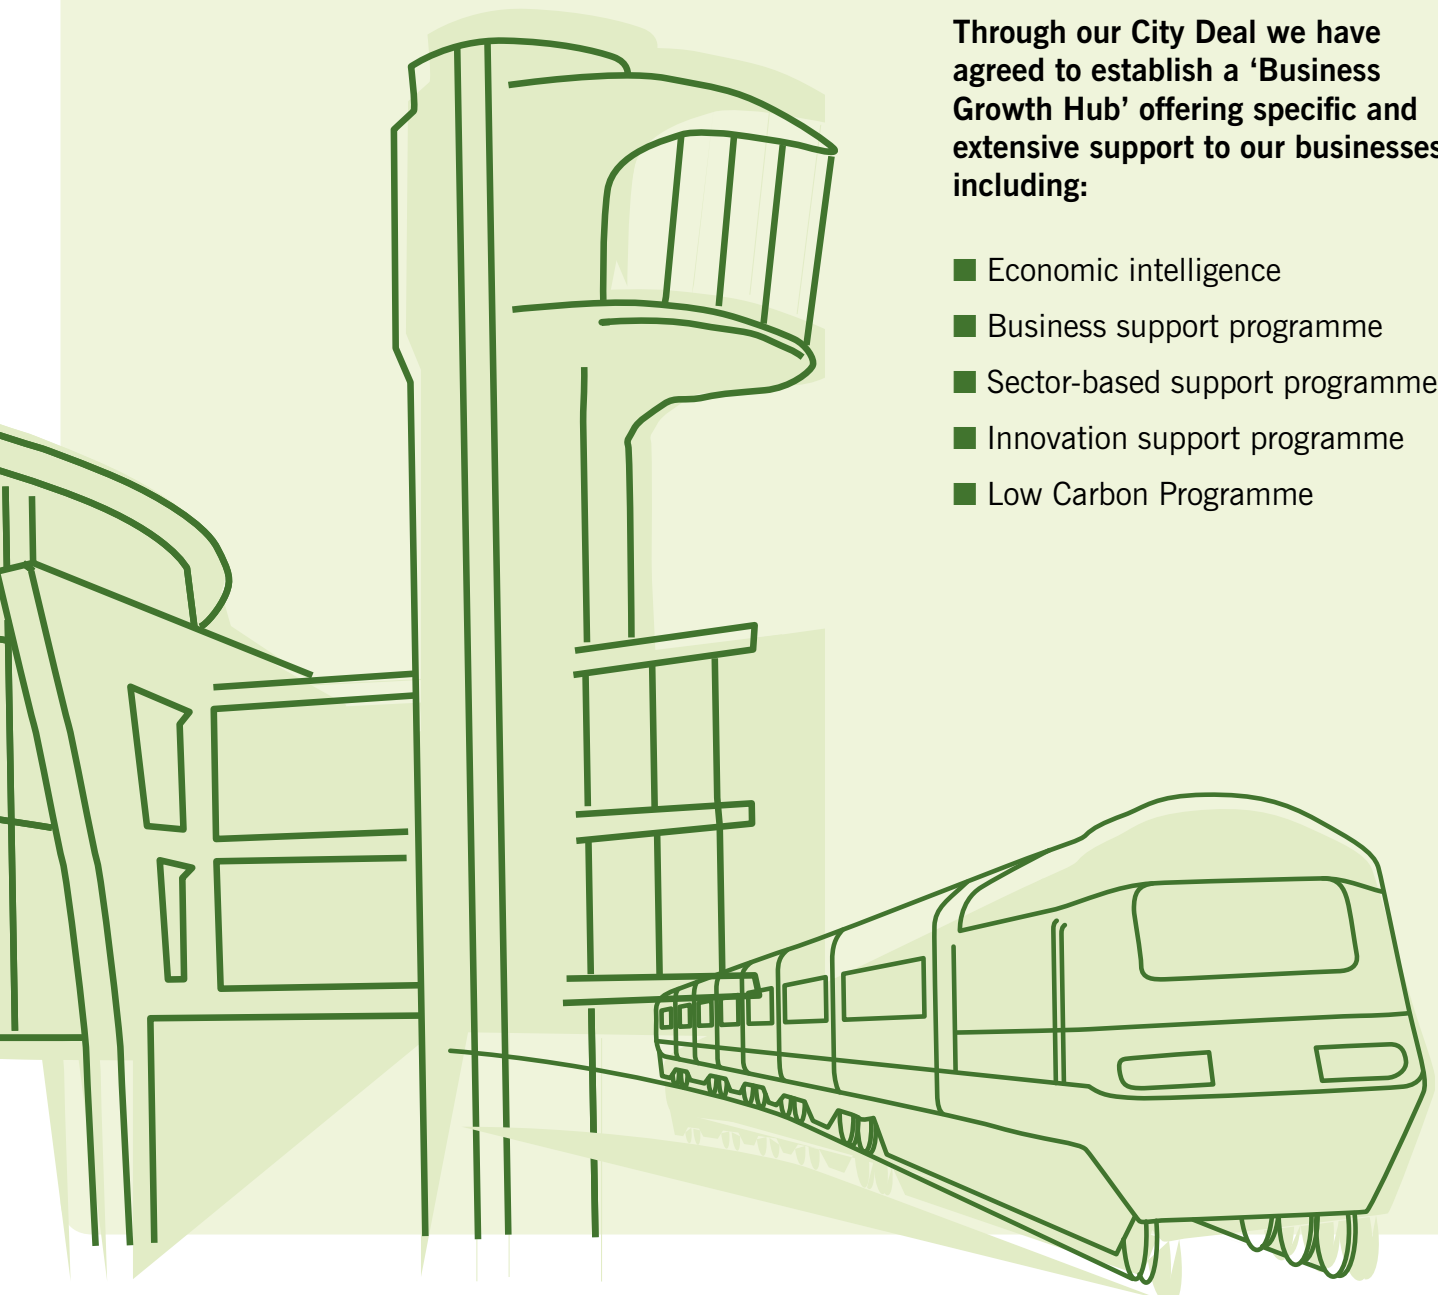 Through our City Deal we have
agreed to establish a ‘Business
Growth Hub’ offering specific and
extensive support to our businesses
including:
Economic intelligence
Business support programme
Sector-based support programme
Innovation support programme
Low Carbon Programme